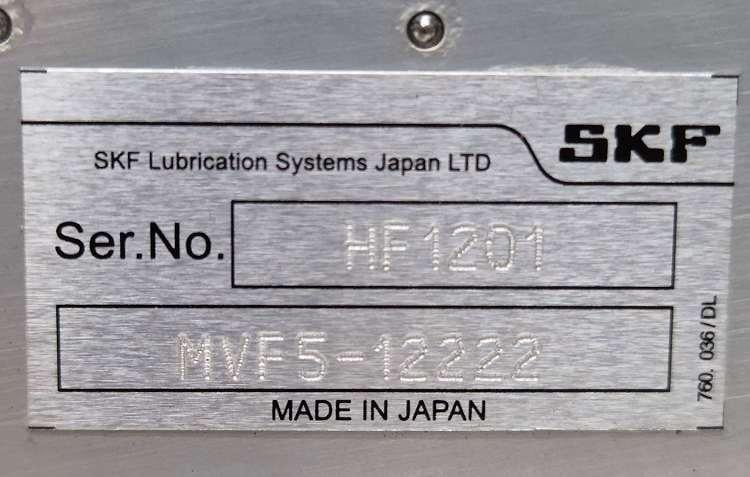 SKF
SKF Lubrication Systems Japan LTD
Ser.No. HF1201
MVF5-12222
760. 036/DL
MADE IN JAPAN